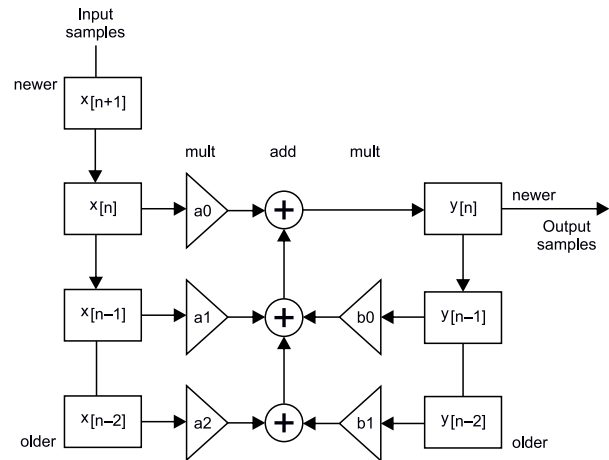 Input
samples
newer
x[n+1]
mult
add
mult
x[n]
a0
+
y[n]
newer
Output
samples
x[n–1]
a1
+
b0
y[n–1]
x[n–2]
a2
+
b1
y[n–2]
older
older